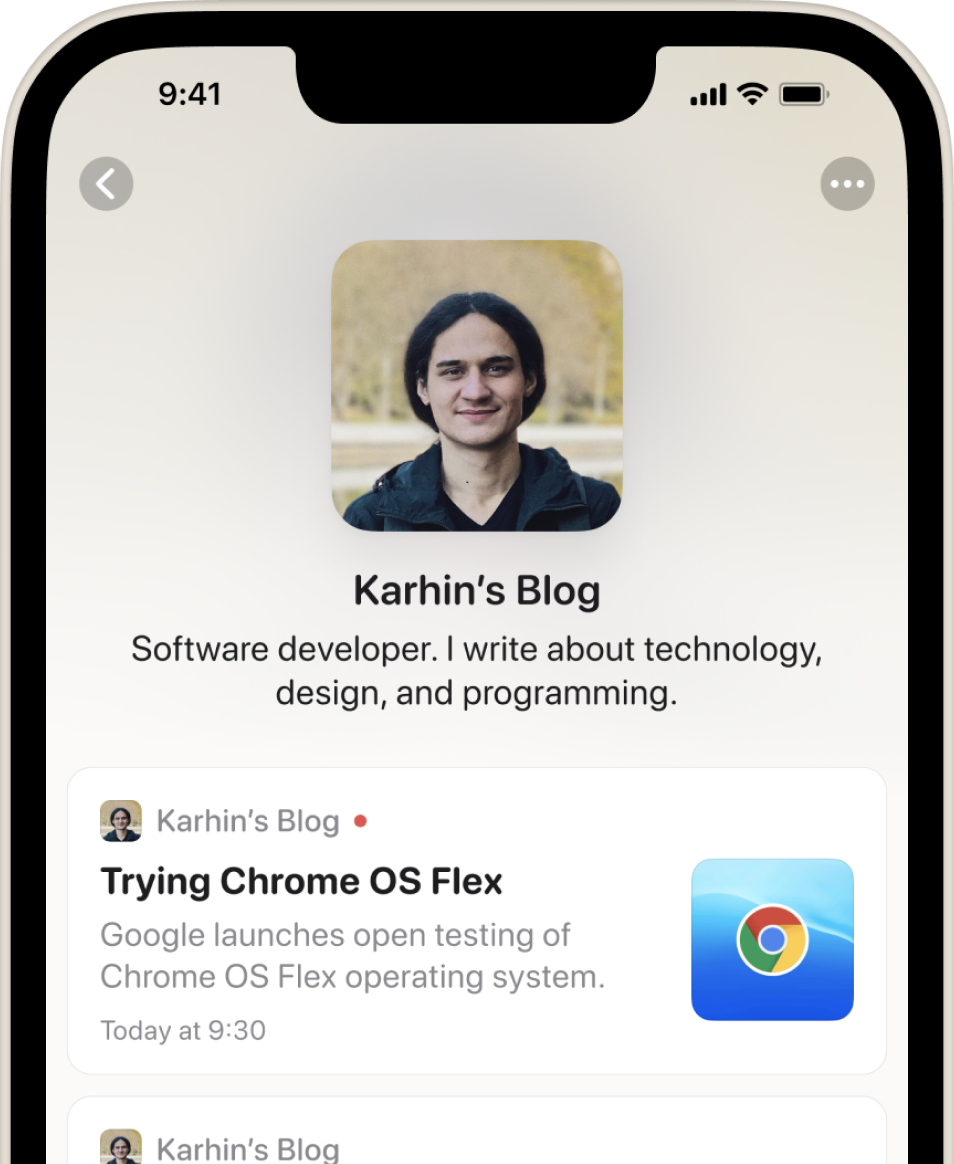 9:41
Karhin’s Blog
Software developer. I write about technology,
design, and programming.
Karhin’s Blog
Trying Chrome OS Flex
Google launches open testing of
Chrome OS Flex operating system.
Today at 9:30
Karhin’s Blog